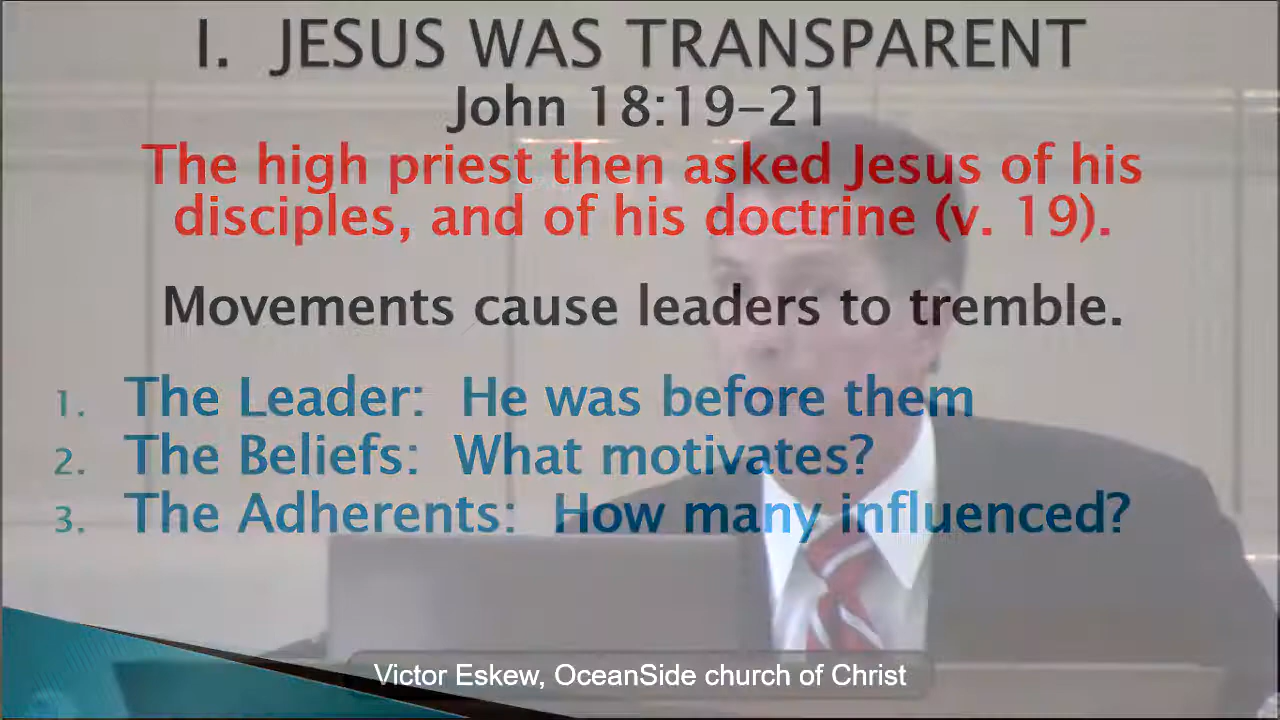 I. JESUS WAS TRANSPARENT
John 18:19-21
The high priest then asked Jesus of his
disciples, and of his doctrine (v. 19).
Movements cause leaders to tremble.
1. The Leader: He was before them
2. The Beliefs: What motivates?
3. The Adherents: How many influenced?
Victor Eskew, OceanSide church of Christ